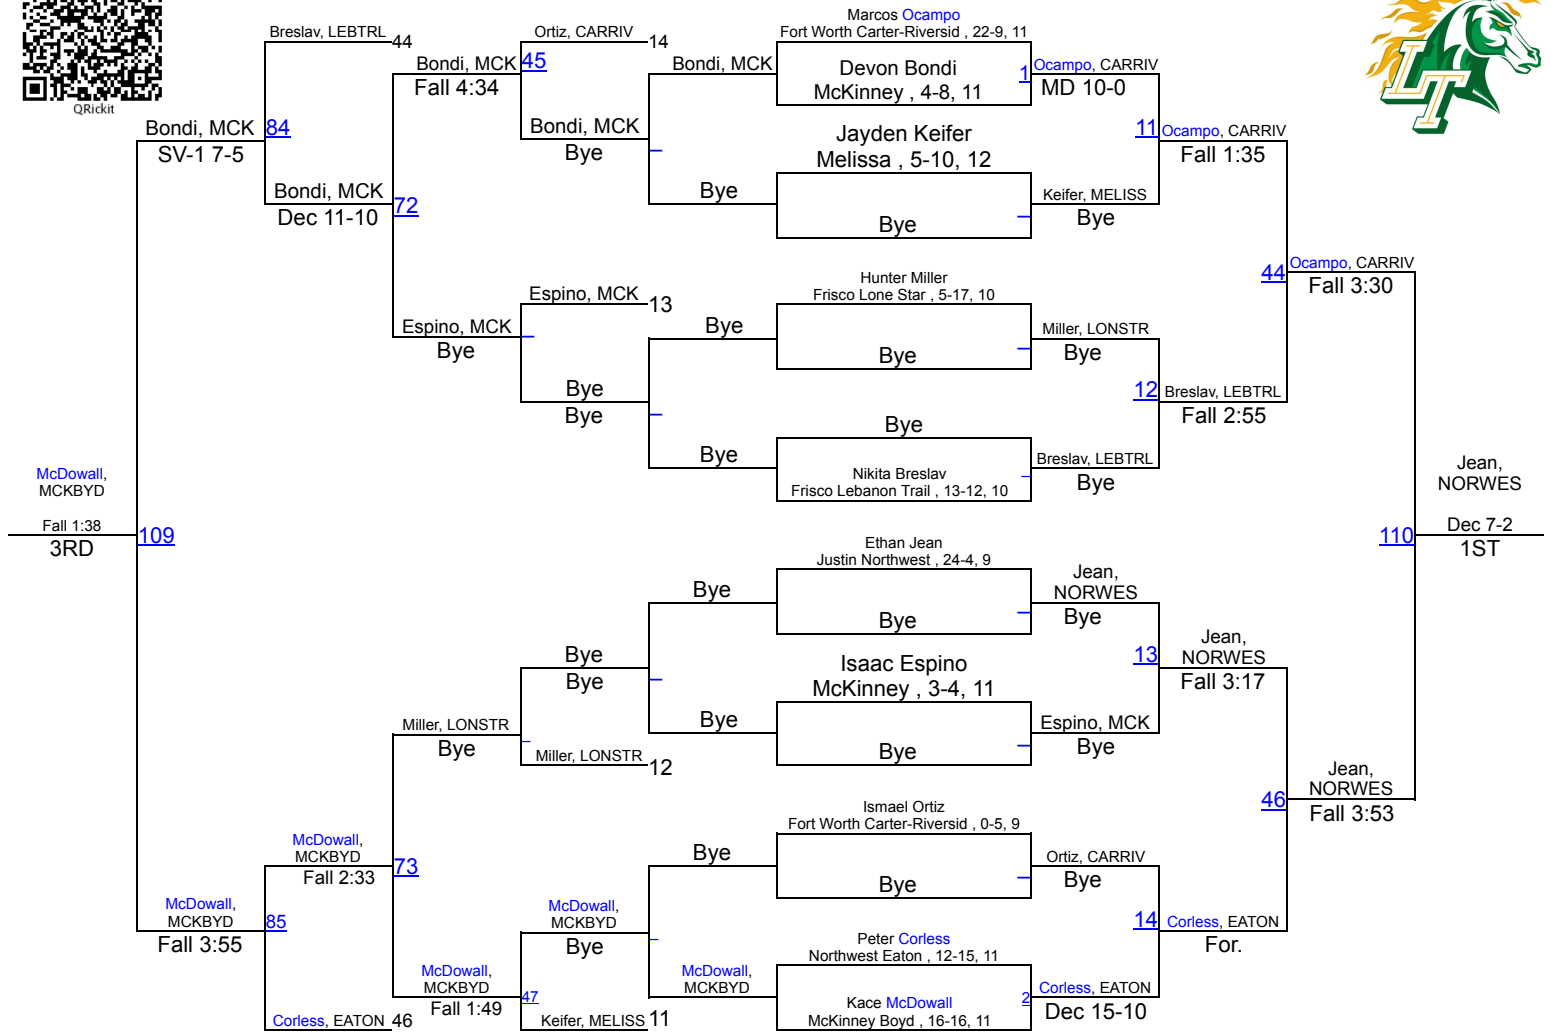 QRickit
LT
Breslav, LEBTRL
44
Bondi, MCK
Fall 4:34
84
Bondi, MCK
SV-1 7-5
Bondi, MCK
Dec 11-10
72
Ortiz, CARRIV
14
45
Bondi, MCK
Bye
Bondi, MCK
Bye
Espino, MCK
Bye
Espino, MCK
13
Bye
Bye
Bye
Bye
Marcos Ocampo
Fort Worth Carter-Riversid , 22-9, 11
Devon Bondi
McKinney , 4-8, 11
1
Ocampo, CARRIV
MD 10-0
Jayden Keifer
Melissa , 5-10, 12
Bye
Keifer, MELISS
Bye
11
Ocampo, CARRIV
Fall 1:35
Hunter Miller
Frisco Lone Star , 5-17, 10
Bye
Miller, LONSTR
Bye
12
Breslav, LEBTRL
Fall 2:55
Bye
Nikita Breslav
Frisco Lebanon Trail , 13-12, 10
Breslav, LEBTRL
Bye
44
Ocampo, CARRIV
Fall 3:30
McDowall,
MCKBYD
Fall 1:38
3RD
109
110
Jean,
NORWES
Dec 7-2
1ST
Ethan Jean
Justin Northwest , 24-4, 9
Bye
Bye
Jean,
NORWES
Bye
Isaac Espino
McKinney , 3-4, 11
Bye
Bye
Espino, MCK
Bye
13
Jean,
NORWES
Fall 3:17
Bye
Bye
Miller, LONSTR
Bye
Miller, LONSTR
12
Ismael Ortiz
Fort Worth Carter-Riversid , 0-5, 9
Bye
Bye
Ortiz, CARRIV
Bye
46
Jean,
NORWES
Fall 3:53
14
Corless, EATON
For.
Peter Corless
Northwest Eaton , 12-15, 11
Kace McDowall
McKinney Boyd , 16-16, 11
2
Corless, EATON
Dec 15-10
McDowall,
MCKBYD
Fall 2:33
73
McDowall,
MCKBYD
Fall 3:55
85
McDowall,
MCKBYD
Bye
McDowall,
MCKBYD
McDowall,
MCKBYD
Fall 1:49
47
Keifer, MELISS
11
Corless, EATON
46